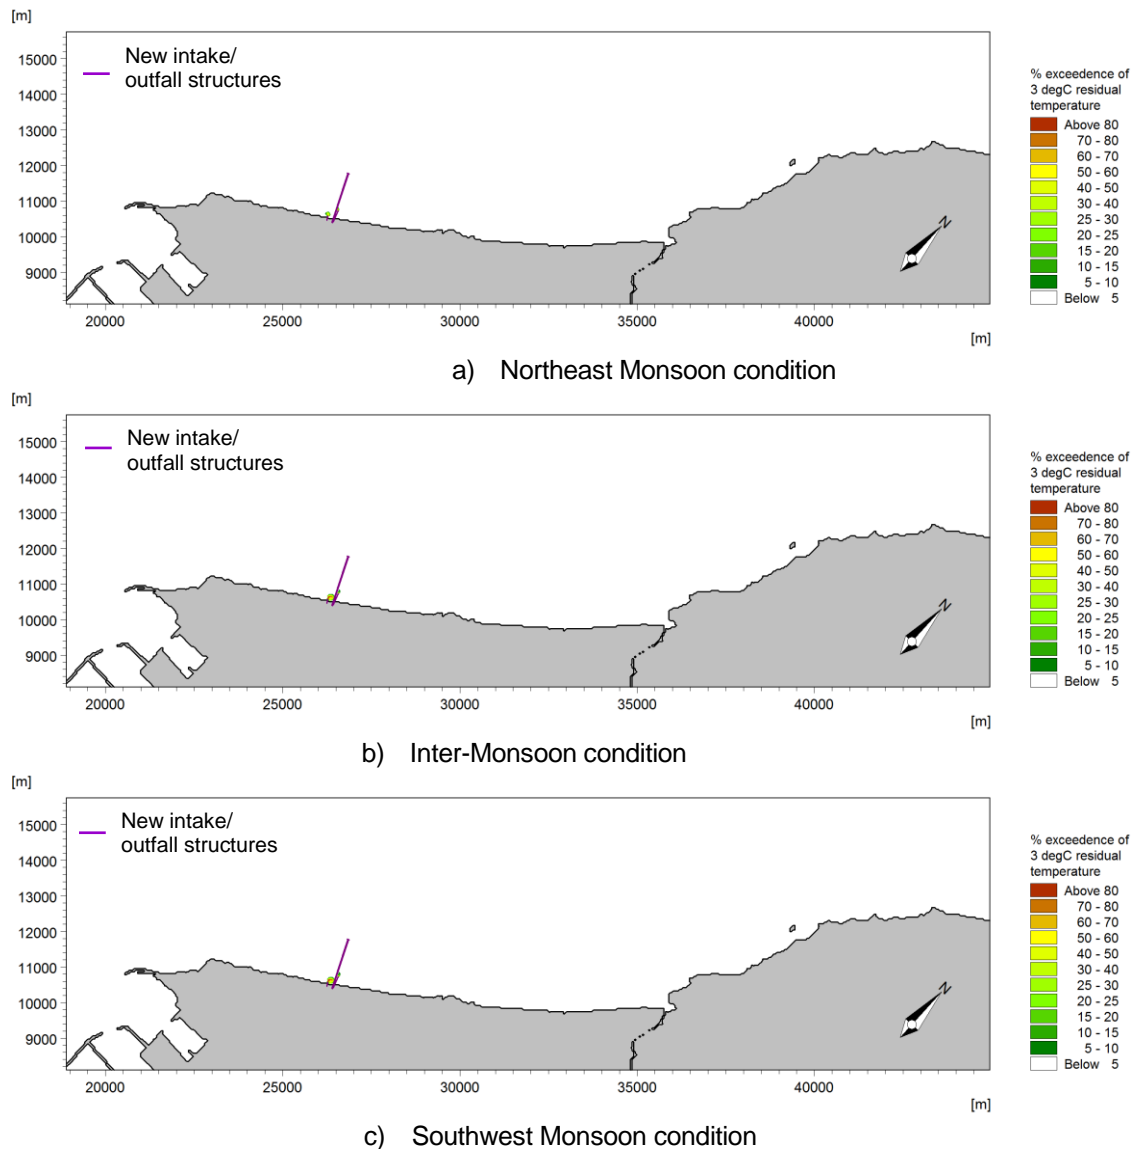 [m]
15000
14000
13000
12000
11000
10000
9000
New intake/
outfall structures
% exceedence of
3 degC residual
temperature
Above 80
70 - 80
60 - 70
50 - 60
40 - 50
30 - 40
25 - 30
20 - 25
15 - 20
10 - 15
5 - 10
Below 5
N
20000 25000 30000 35000 40000
[m]
a) Northeast Monsoon condition
[m]
15000
14000
13000
12000
11000
10000
9000
New intake/
outfall structures
% exceedence of
3 degC residual
temperature
Above 80
70 - 80
60 - 70
50 - 60
40 - 50
30 - 40
25 - 30
20 - 25
15 - 20
10 - 15
5 - 10
Below 5
N
20000 25000 30000 35000 40000
[m]
b) Inter-Monsoon condition
[m]
15000
14000
13000
12000
11000
10000
9000
New intake/
outfall structures
% exceedence of
3 degC residual
temperature
Above 80
70 - 80
60 - 70
50 - 60
40 - 50
30 - 40
25 - 30
20 - 25
15 - 20
10 - 15
5 - 10
Below 5
N
20000 25000 30000 35000 40000
[m]
c) Southwest Monsoon condition